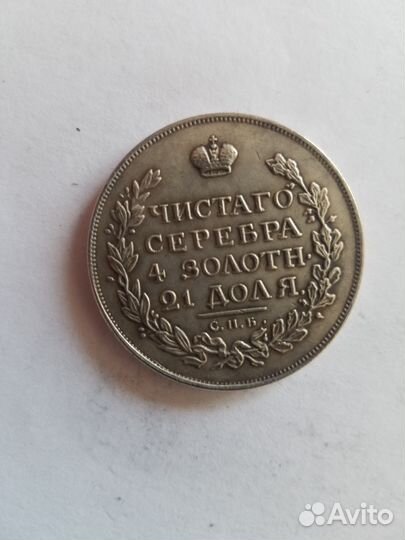 ЧИСТАГО
СЕРЕБРА
4 ЗОЛОТН.
21 ДОЛЯ.
С.П.Б.
Avito